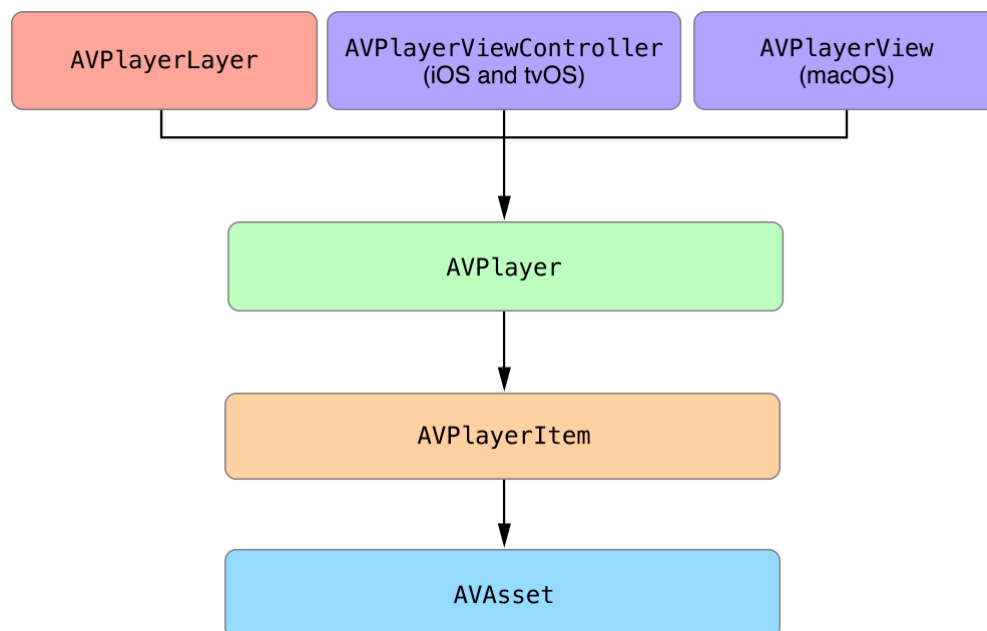 AVPlayerLayer
AVPlayerViewController
(iOS and tvOS)
AVPlayerView
(macOS)
AVPlayer
AVPlayerItem
AVAsset